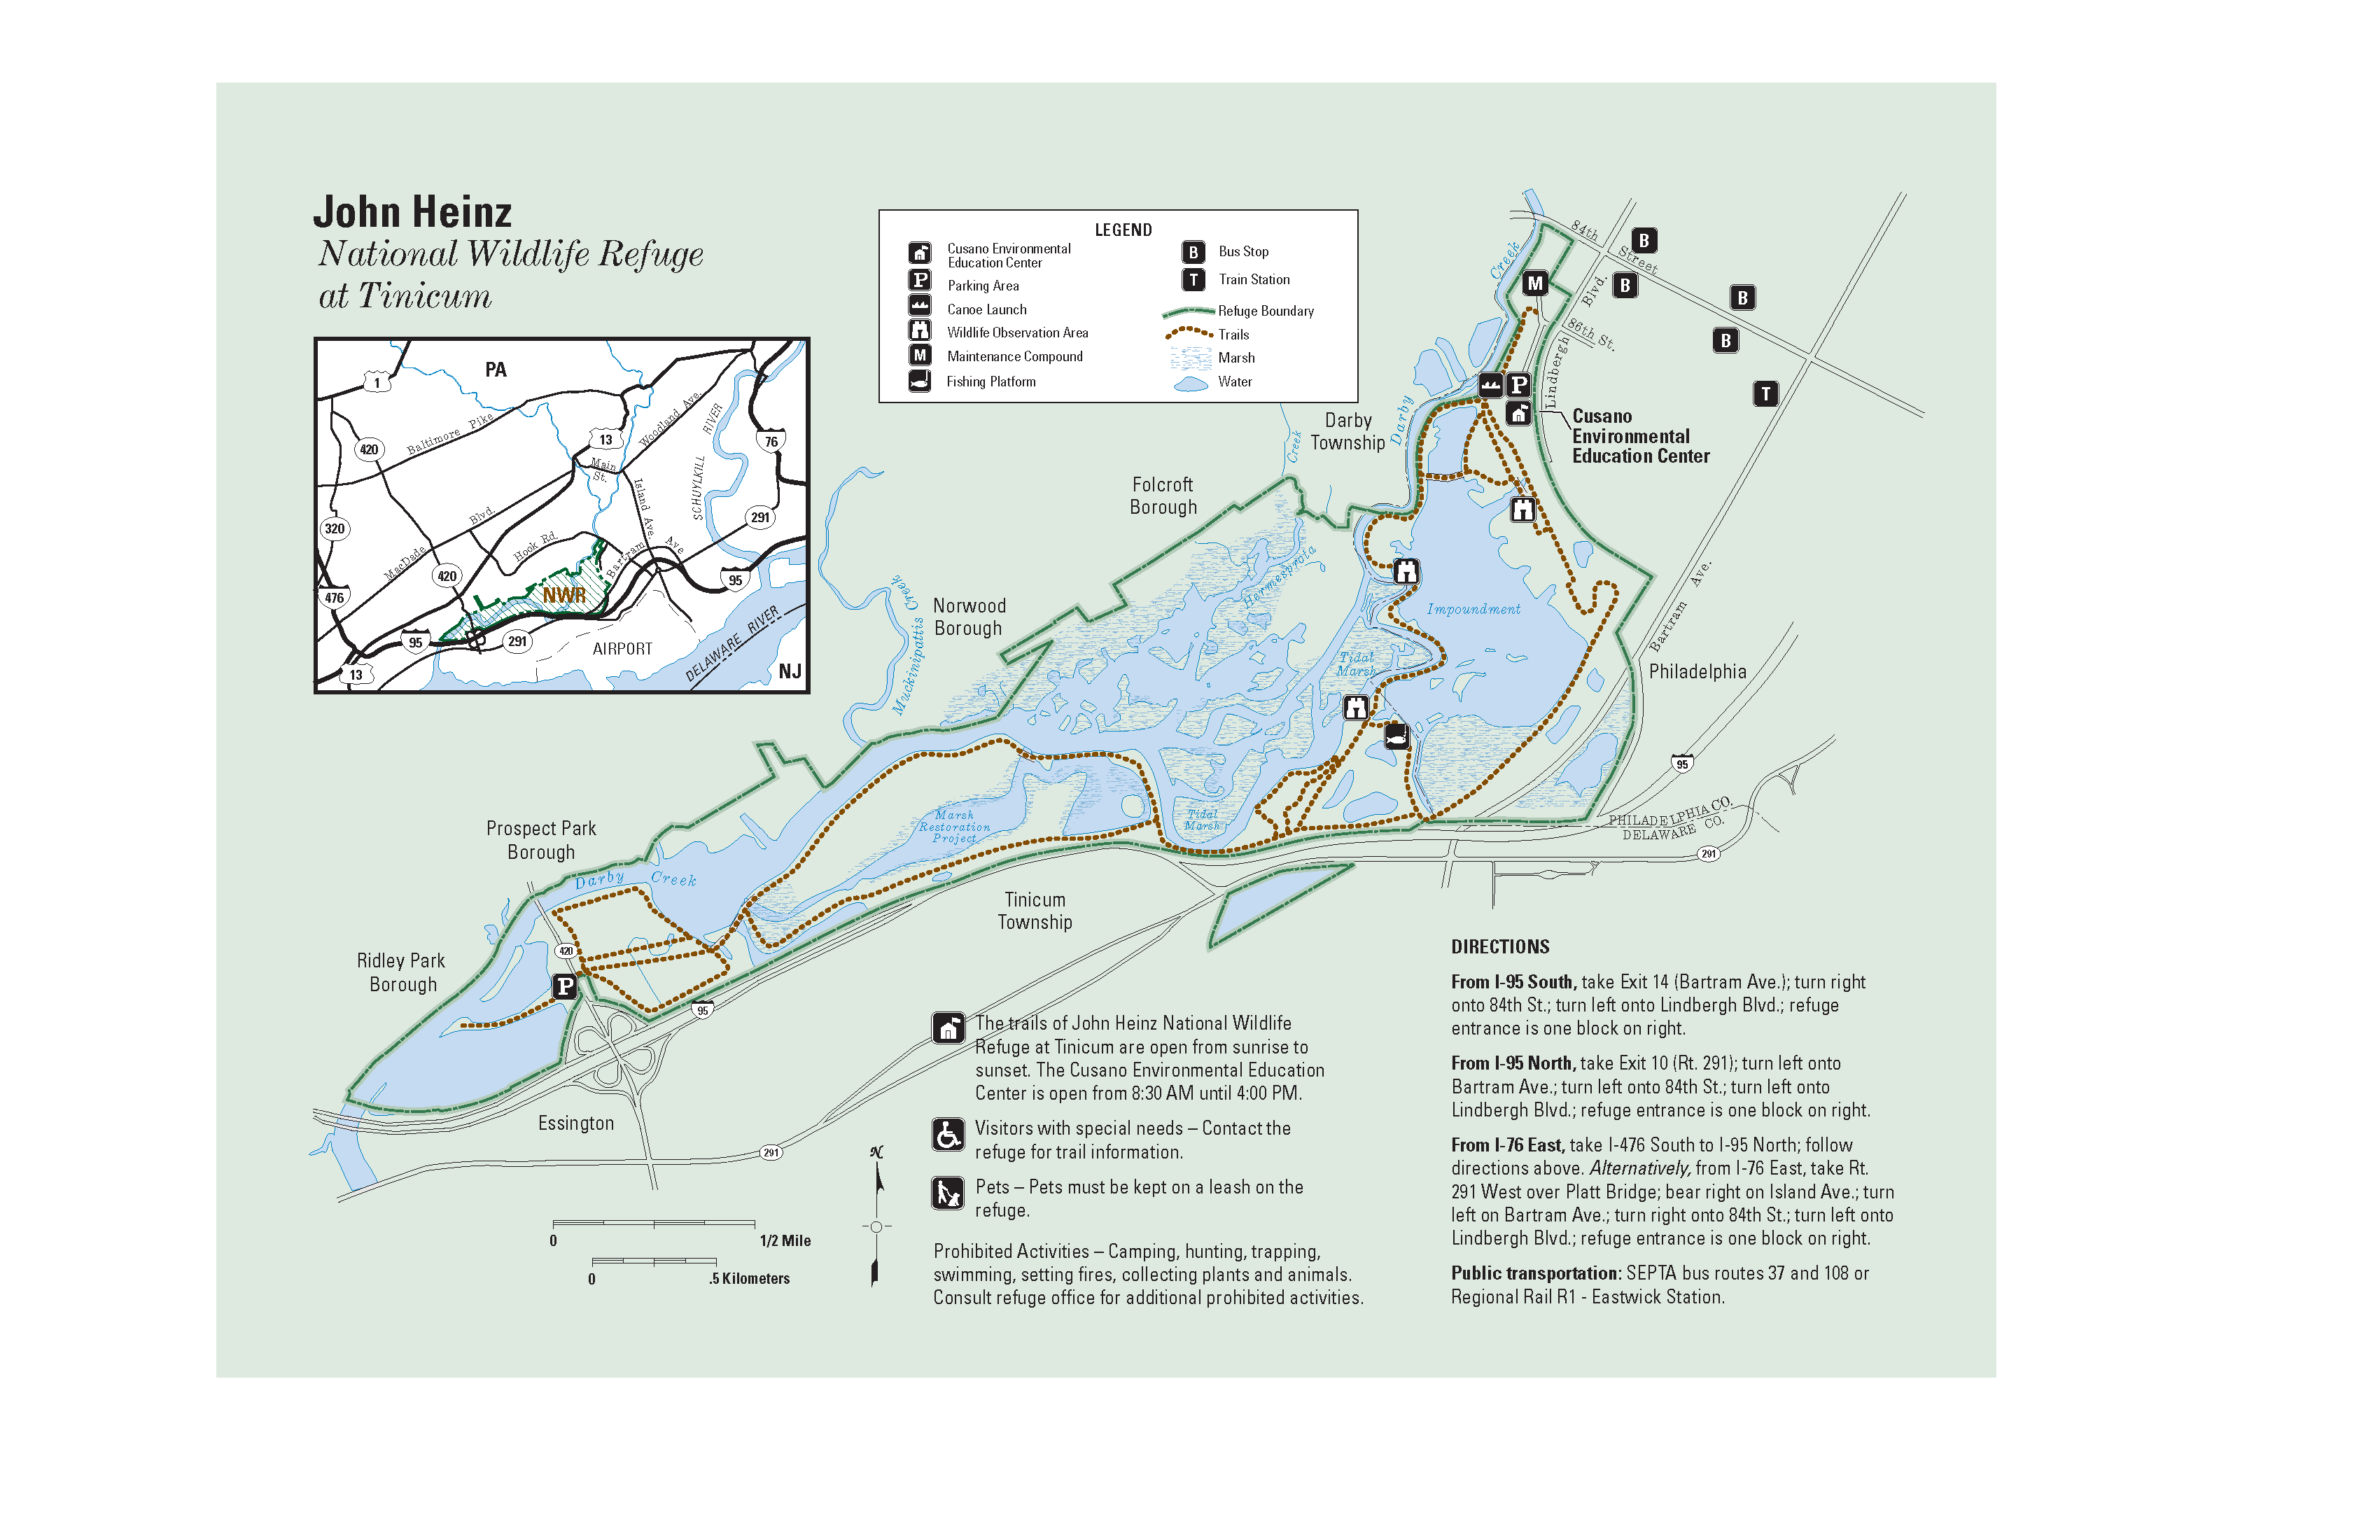 John Heinz
National Wildlife Refuge
at Tinicum
PA
1
Baltimore Pike
420
13
Woodland Ave.
RIVER
SCHUYLKILL
76
Main
St.
Island Ave.
291
320
Blvd.
MacDade
Hook Rd.
Bartram
Ave
420
476
NWR
95
95
291
AIRPORT
DELAWARE RIVER
13
NJ
LEGEND
Cusano Environmental
Education Center
P
Parking Area
Canoe Launch
Wildlife Observation Area
M
Maintenance Compound
Fishing Platform
B
Bus Stop
T
Train Station
Refuge Boundary
Trails
Marsh
Water
84th
Street
B
B
B
B
T
M
Creek
Blvd.
86th St.
Lindbergh
P
Cusano
Environmental
Education Center
Darby
Township
Darby
Creek
Folcroft
Borough
Hermesprota
Norwood
Borough
Muckinipattis Creek
Impoundment
Tidal
Marsh
Bartram Ave.
Philadelphia
95
PHILADELPHIA CO.
DELAWARE CO.
291
Marsh
Restoration
Project
Tidal
Marsh
Prospect Park
Borough
Darby Creek
Tinicum
Township
Ridley Park
Borough
420
P
95
Essington
291
N
0
1/2 Mile
0
.5 Kilometers
The trails of John Heinz National Wildlife
Refuge at Tinicum are open from sunrise to
sunset. The Cusano Environmental Education
Center is open from 8:30 AM until 4:00 PM.
Visitors with special needs – Contact the
refuge for trail information.
Pets – Pets must be kept on a leash on the
refuge.
Prohibited Activities – Camping, hunting, trapping,
swimming, setting fires, collecting plants and animals.
Consult refuge office for additional prohibited activities.
DIRECTIONS
From I-95 South, take Exit 14 (Bartram Ave.); turn right
onto 84th St.; turn left onto Lindbergh Blvd.; refuge
entrance is one block on right.
From I-95 North, take Exit 10 (Rt. 291); turn left onto
Bartram Ave.; turn left onto 84th St.; turn left onto
Lindbergh Blvd.; refuge entrance is one block on right.
From I-76 East, take I-476 South to I-95 North; follow
directions above. Alternatively, from I-76 East, take Rt.
291 West over Platt Bridge; bear right on Island Ave.; turn
left on Bartram Ave.; turn right onto 84th St.; turn left onto
Lindbergh Blvd.; refuge entrance is one block on right.
Public transportation: SEPTA bus routes 37 and 108 or
Regional Rail R1 - Eastwick Station.